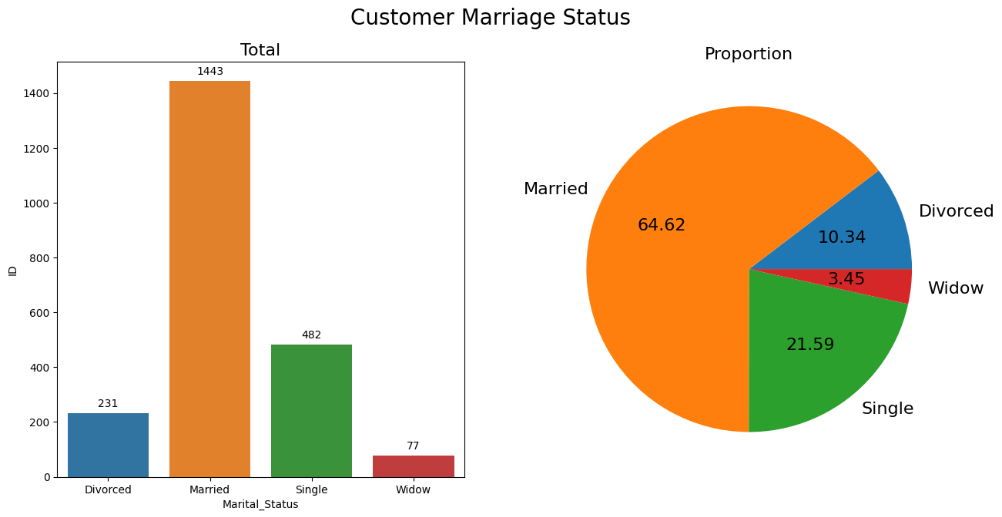 Customer Marriage Status
Total
1443
1400
1200
1000
800
600
400
200
0
ID
482
231
77
Divorced
Married
Single
Widow
Marital_Status
Proportion
Married
64.62
Divorced
10.34
Widow
3.45
21.59
Single